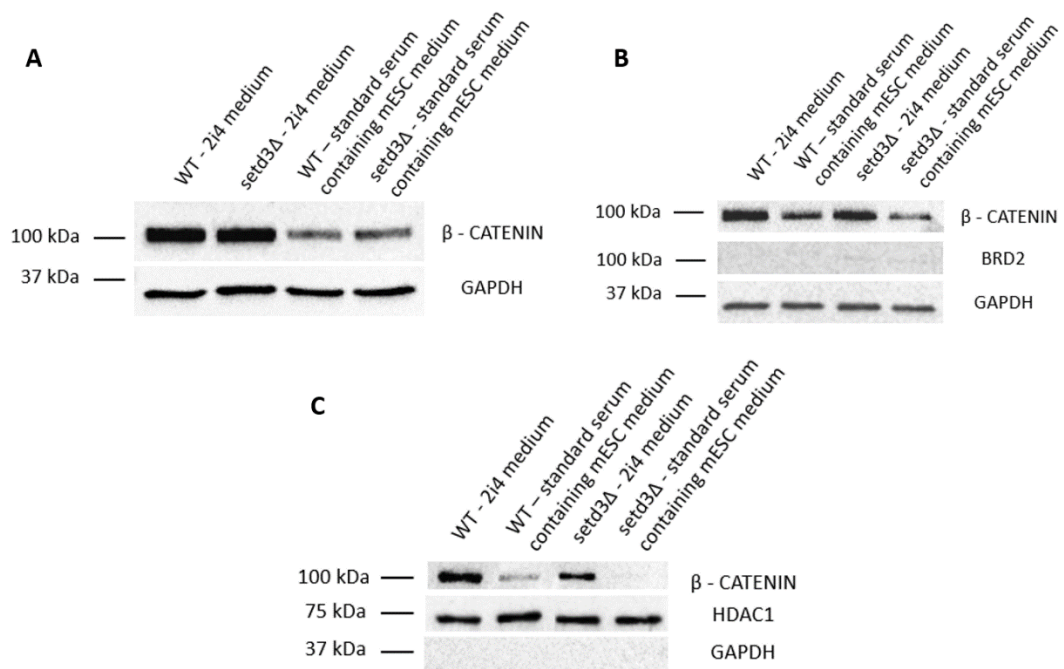 A
WT - 2i4 medium
setd3Δ - 2i4 medium
WT – standard serum
containing mESC medium
setd3Δ - standard serum
containing mESC medium
100 kDa
β - CATENIN
37 kDa
GAPDH
B
WT - 2i4 medium
WT – standard serum
containing mESC medium
setd3Δ - 2i4 medium
setd3Δ - standard serum
containing mESC medium
100 kDa
β - CATENIN
100 kDa
BRD2
37 kDa
GAPDH
C
WT - 2i4 medium
WT – standard serum
containing mESC medium
setd3Δ - 2i4 medium
setd3Δ - standard serum
containing mESC medium
100 kDa
β - CATENIN
75 kDa
HDAC1
37 kDa
GAPDH